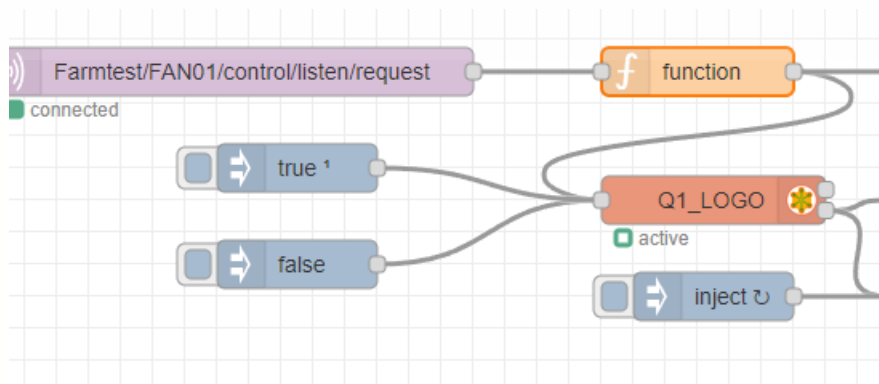 Farmtest/FAN01/control/listen/request
function
connected
true ¹
Q1_LOGO
active
false
inject ↻